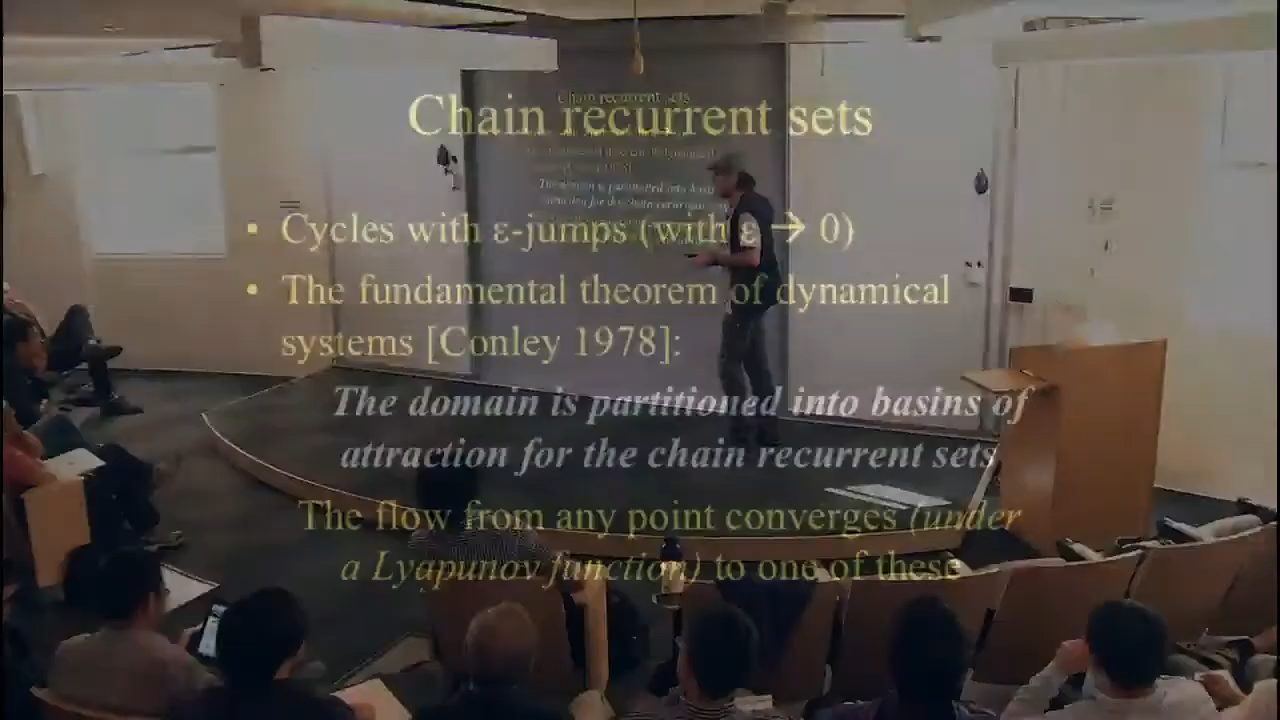 Chain recurrent sets
• Cycles with ε-jumps (with ε → 0)
• The fundamental theorem of dynamical
systems [Conley 1978]:
The domain is partitioned into basins of
attraction for the chain recurrent sets
The flow from any point converges (under
a Lyapunov function) to one of these